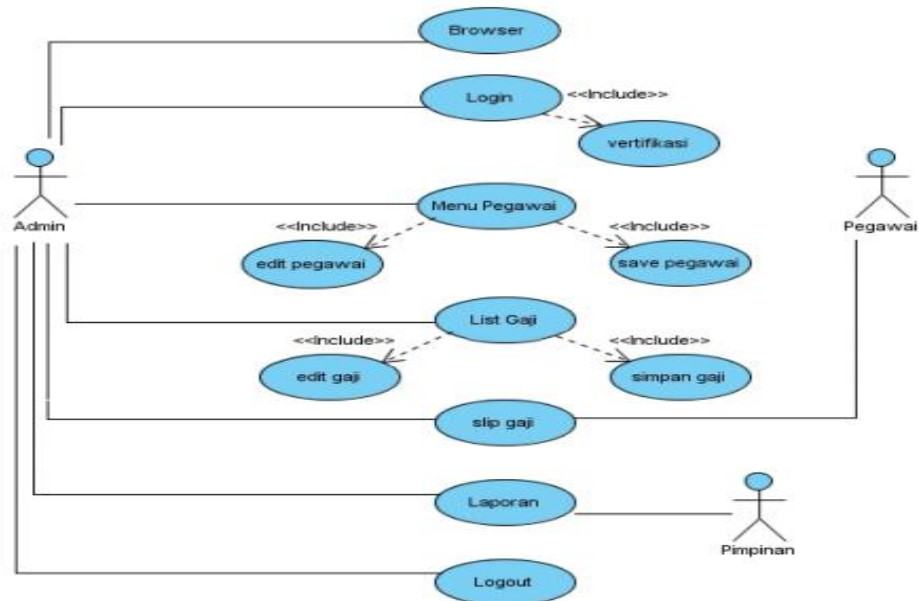 Browser
Login
<<Include>>
vertifikasi
Admin
Pegawai
Menu Pegawai
<<Include>>
<<Include>>
edit pegawai
save pegawai
List Gaji
<<Include>>
<<Include>>
edit gaji
simpan gaji
slip gaji
Laporan
Pimpinan
Logout